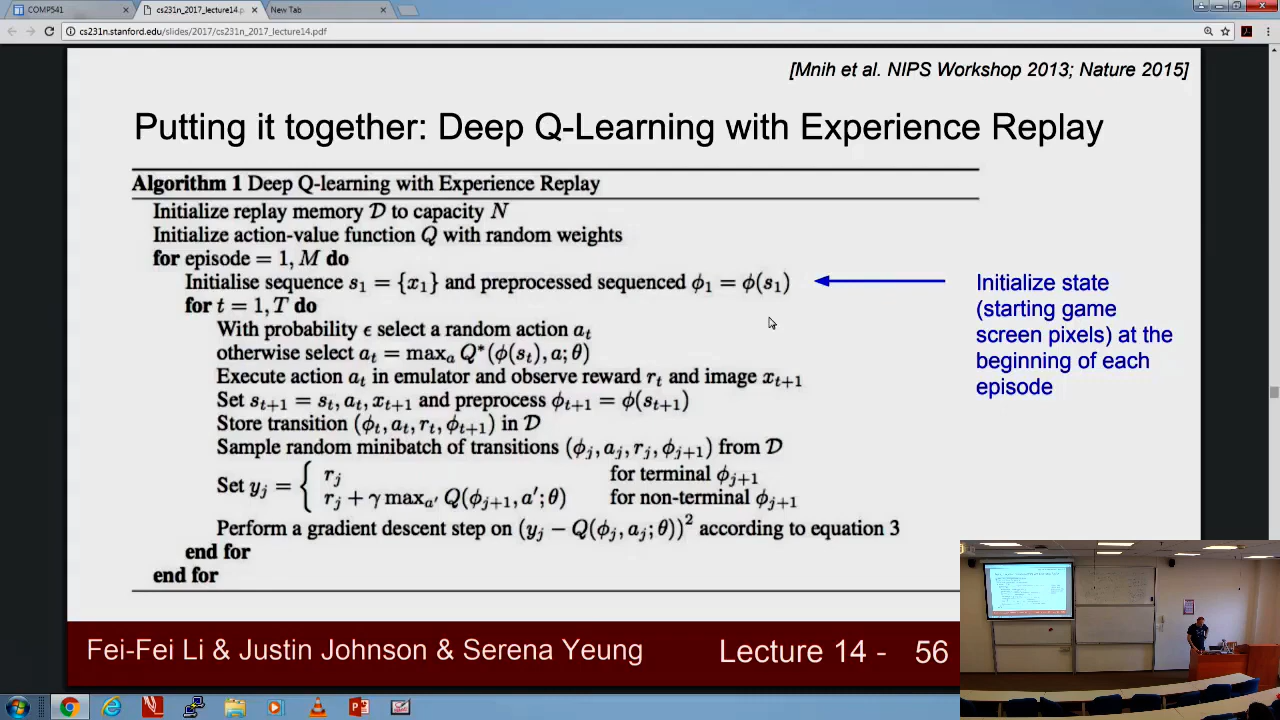 COMP541
cs231n_2017_lecture14.pdf
New Tab
cs231n.stanford.edu/slides/2017/cs231n_2017_lecture14.pdf
[Mnih et al. NIPS Workshop 2013; Nature 2015]
Putting it together: Deep Q-Learning with Experience Replay
Algorithm 1 Deep Q-learning with Experience Replay
Initialize replay memory 𝒟 to capacity N
Initialize action-value function Q with random weights
for episode = 1, M do
Initialise sequence s₁ = {x₁} and preprocessed sequenced ϕ₁ = ϕ(s₁)
for t = 1, T do
With probability ϵ select a random action aₜ
otherwise select aₜ = maxₐ Q*(ϕ(sₜ), a; θ)
Execute action aₜ in emulator and observe reward rₜ and image xₜ₊₁
Set sₜ₊₁ = sₜ, aₜ, xₜ₊₁ and preprocess ϕₜ₊₁ = ϕ(sₜ₊₁)
Store transition (ϕₜ, aₜ, rₜ, ϕₜ₊₁) in 𝒟
Sample random minibatch of transitions (ϕⱼ, aⱼ, rⱼ, ϕⱼ₊₁) from 𝒟
Set yⱼ = { rⱼ for terminal ϕⱼ₊₁
rⱼ + γ maxₐ′ Q(ϕⱼ₊₁, a′; θ) for non-terminal ϕⱼ₊₁
Perform a gradient descent step on (yⱼ − Q(ϕⱼ, aⱼ; θ))² according to equation 3
end for
end for
Initialize state
(starting game
screen pixels) at the
beginning of each
episode
Fei-Fei Li & Justin Johnson & Serena Yeung
Lecture 14 - 56